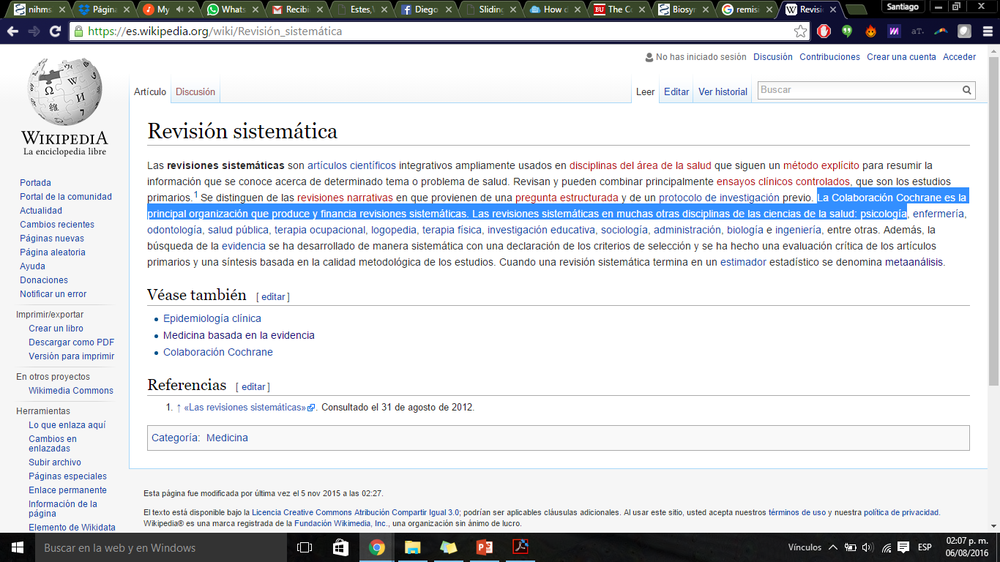 nihms
Página
My
Whats
Recibi
Estes,V
Diego
Sliding
How d
The Co
Biosyn
remisi
Revisi
Santiago
https://es.wikipedia.org/wiki/Revisión_sistemática
No has iniciado sesión Discusión Contribuciones Crear una cuenta Acceder
Artículo Discusión Leer Editar Ver historial Buscar
WIKIPEDIA
La enciclopedia libre
Portada
Portal de la comunidad
Actualidad
Cambios recientes
Páginas nuevas
Página aleatoria
Ayuda
Donaciones
Notificar un error
Imprimir/exportar
Crear un libro
Descargar como PDF
Versión para imprimir
En otros proyectos
Wikimedia Commons
Herramientas
Lo que enlaza aquí
Cambios en
enlazadas
Subir archivo
Páginas especiales
Enlace permanente
Información de la
página
Elemento de Wikidata
Revisión sistemática
Las revisiones sistemáticas son artículos científicos integrativos ampliamente usados en disciplinas del área de la salud que siguen un método explícito para resumir la
información que se conoce acerca de determinado tema o problema de salud. Revisan y pueden combinar principalmente ensayos clínicos controlados, que son los estudios
primarios.1 Se distinguen de las revisiones narrativas en que provienen de una pregunta estructurada y de un protocolo de investigación previo. La Colaboración Cochrane es la
principal organización que produce y financia revisiones sistemáticas. Las revisiones sistemáticas en muchas otras disciplinas de las ciencias de la salud: psicología, enfermería,
odontología, salud pública, terapia ocupacional, logopedia, terapia física, investigación educativa, sociología, administración, biología e ingeniería, entre otras. Además, la
búsqueda de la evidencia se ha desarrollado de manera sistemática con una declaración de los criterios de selección y se ha hecho una evaluación crítica de los artículos
primarios y una síntesis basada en la calidad metodológica de los estudios. Cuando una revisión sistemática termina en un estimador estadístico se denomina metaanálisis.
Véase también [ editar ]
Epidemiología clínica
Medicina basada en la evidencia
Colaboración Cochrane
Referencias [ editar ]
1. ↑ «Las revisiones sistemáticas». Consultado el 31 de agosto de 2012.
Categoría: Medicina
Esta página fue modificada por última vez el 5 nov 2015 a las 02:27.
El texto está disponible bajo la Licencia Creative Commons Atribución Compartir Igual 3.0; podrían ser aplicables cláusulas adicionales. Al usar este sitio, usted acepta nuestros términos de uso y nuestra política de privacidad.
Wikipedia® es una marca registrada de la Fundación Wikimedia, Inc., una organización sin ánimo de lucro.
Buscar en la web y en Windows
Vínculos ESP
02:07 p. m.
06/08/2016